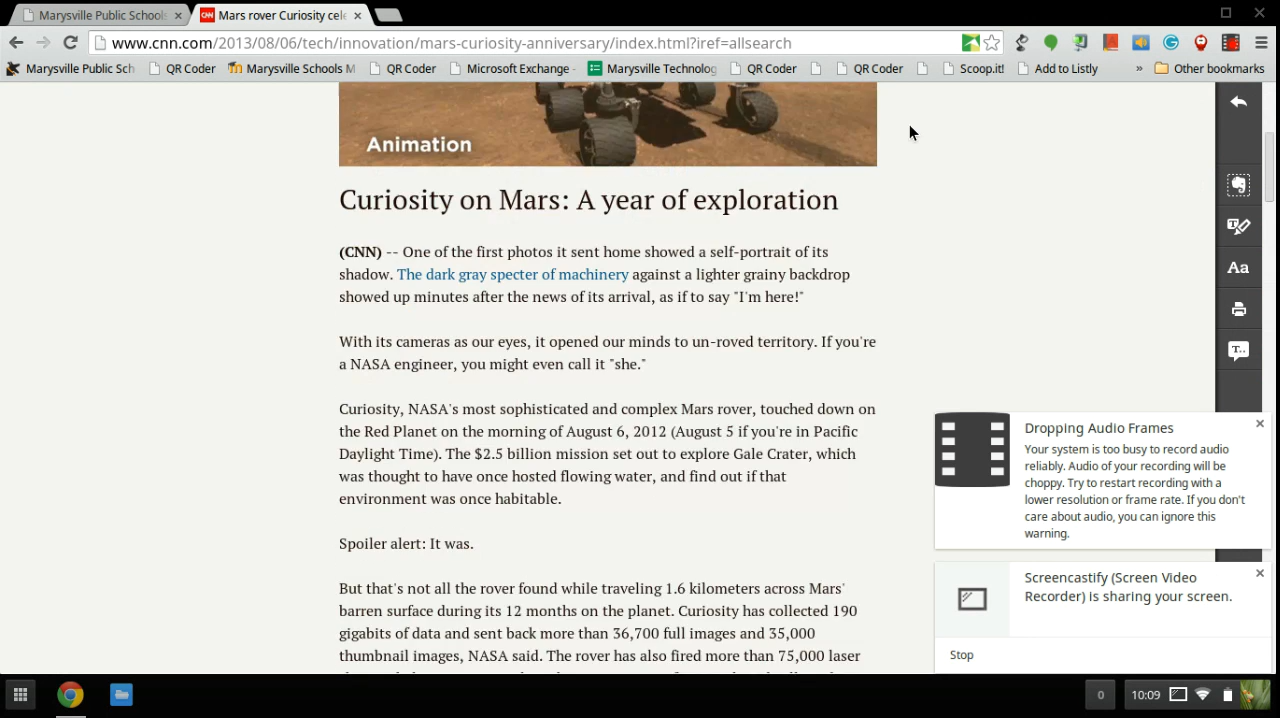 Marysville Public Schools
CNN Mars rover Curiosity cele
www.cnn.com/2013/08/06/tech/innovation/mars-curiosity-anniversary/index.html?iref=allsearch
Marysville Public Sch QR Coder Marysville Schools M QR Coder Microsoft Exchange - Marysville Technolog QR Coder QR Coder Scoop.it! Add to Listly » Other bookmarks
Animation
Curiosity on Mars: A year of exploration
(CNN) -- One of the first photos it sent home showed a self-portrait of its
shadow. The dark gray specter of machinery against a lighter grainy backdrop
showed up minutes after the news of its arrival, as if to say "I'm here!"
With its cameras as our eyes, it opened our minds to un-roved territory. If you're
a NASA engineer, you might even call it "she."
Curiosity, NASA's most sophisticated and complex Mars rover, touched down on
the Red Planet on the morning of August 6, 2012 (August 5 if you're in Pacific
Daylight Time). The $2.5 billion mission set out to explore Gale Crater, which
was thought to have once hosted flowing water, and find out if that
environment was once habitable.
Spoiler alert: It was.
But that's not all the rover found while traveling 1.6 kilometers across Mars'
barren surface during its 12 months on the planet. Curiosity has collected 190
gigabits of data and sent back more than 36,700 full images and 35,000
thumbnail images, NASA said. The rover has also fired more than 75,000 laser
Aa
T..
Dropping Audio Frames
Your system is too busy to record audio
reliably. Audio of your recording will be
choppy. Try to restart recording with a
lower resolution or frame rate. If you don't
care about audio, you can ignore this
warning.
Screencastify (Screen Video
Recorder) is sharing your screen.
Stop
0
10:09